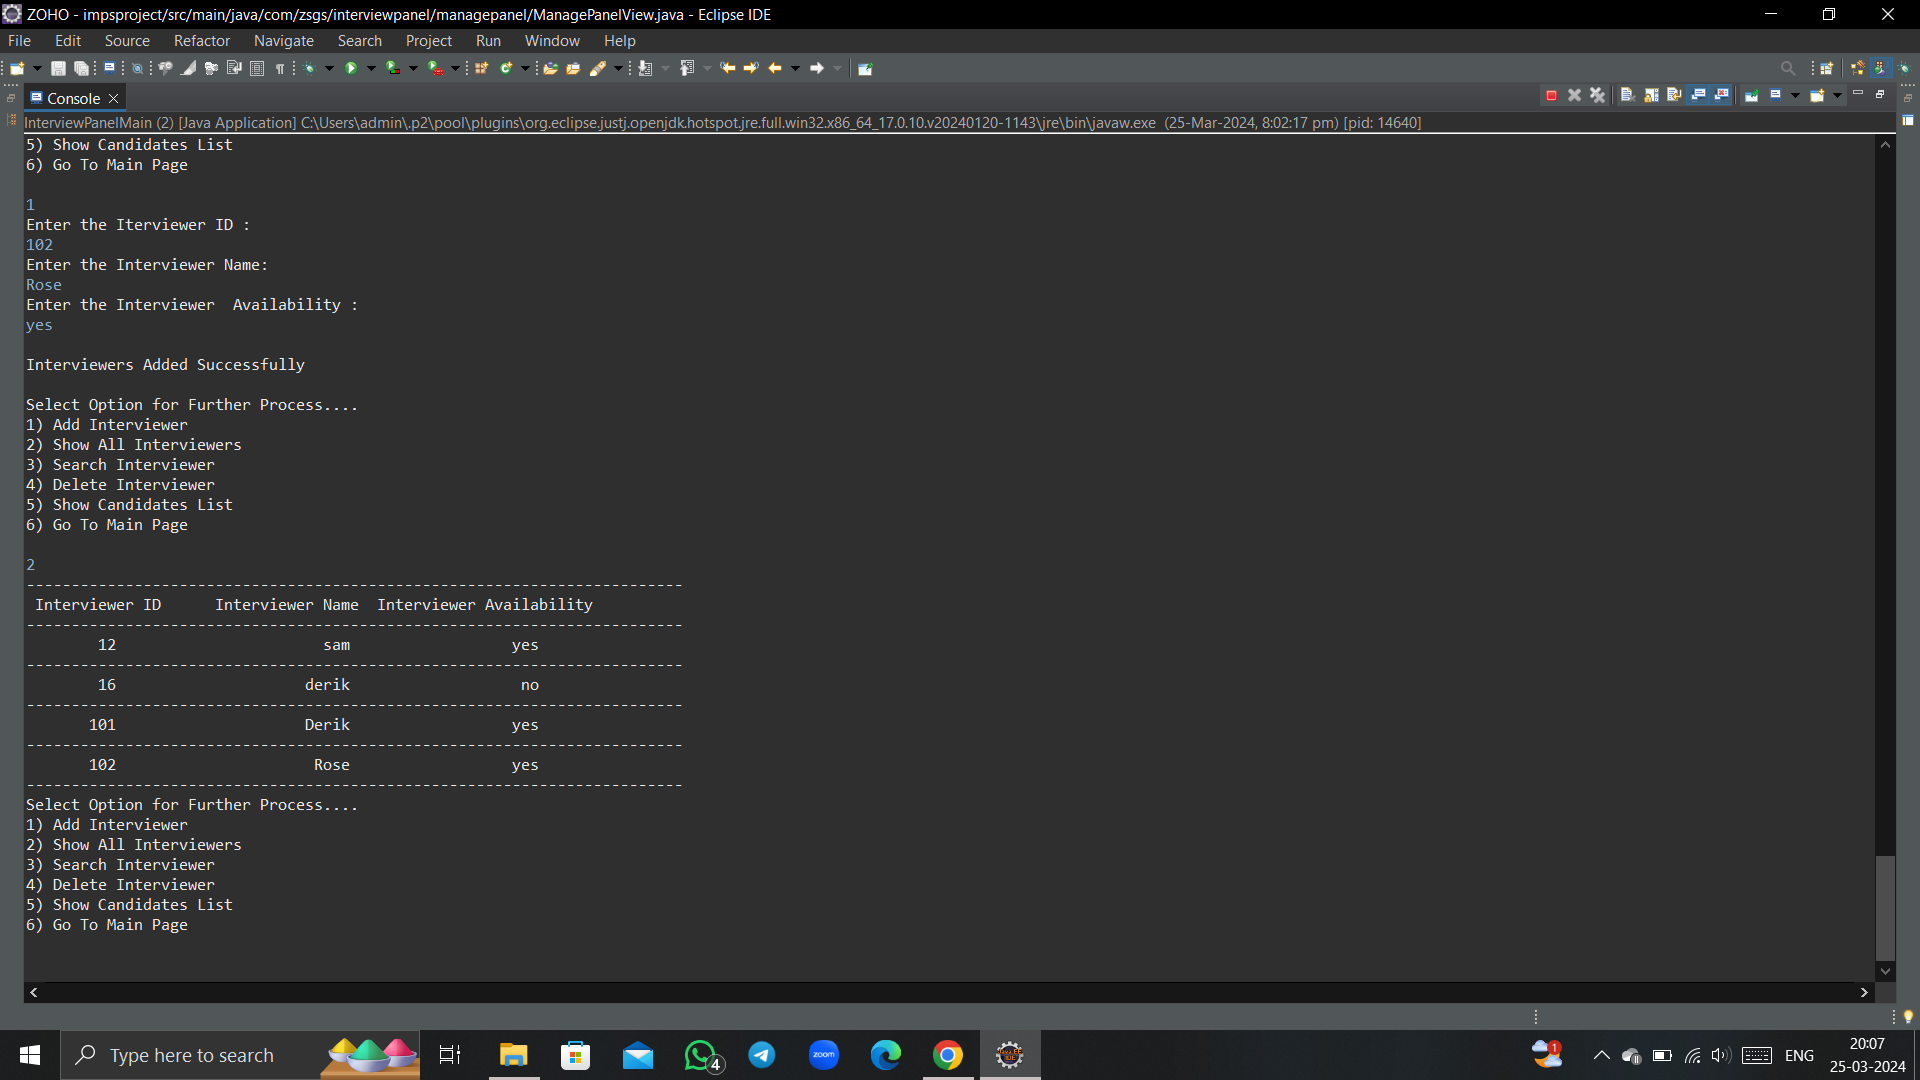 ZOHO - impsproject/src/main/java/com/zsgs/interviewpanel/managepanel/ManagePanelView.java - Eclipse IDE
File Edit Source Refactor Navigate Search Project Run Window Help
Console
InterviewPanelMain (2) [Java Application] C:\Users\admin\.p2\pool\plugins\org.eclipse.justj.openjdk.hotspot.jre.full.win32.x86_64_17.0.10.v20240120-1143\jre\bin\javaw.exe (25-Mar-2024, 8:02:17 pm) [pid: 14640]
5) Show Candidates List
6) Go To Main Page
1
Enter the Iterviewer ID :
102
Enter the Interviewer Name:
Rose
Enter the Interviewer  Availability :
yes
Interviewers Added Successfully
Select Option for Further Process....
1) Add Interviewer
2) Show All Interviewers
3) Search Interviewer
4) Delete Interviewer
5) Show Candidates List
6) Go To Main Page
2
-------------------------------------------------------------------------
Interviewer ID      Interviewer Name  Interviewer Availability
-------------------------------------------------------------------------
12                       sam                  yes
-------------------------------------------------------------------------
16                     derik                   no
-------------------------------------------------------------------------
101                     Derik                  yes
-------------------------------------------------------------------------
102                      Rose                  yes
-------------------------------------------------------------------------
Select Option for Further Process....
1) Add Interviewer
2) Show All Interviewers
3) Search Interviewer
4) Delete Interviewer
5) Show Candidates List
6) Go To Main Page
Type here to search
4
zoom
1
ENG
20:07
25-03-2024